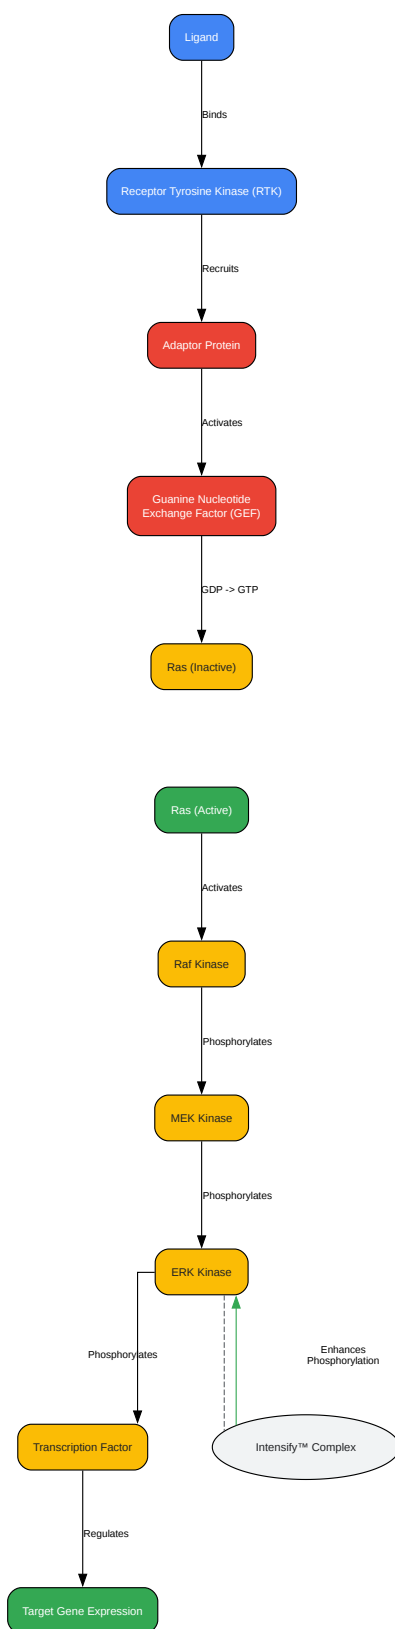 Ligand
Binds
Receptor Tyrosine Kinase (RTK)
Recruits
Adaptor Protein
Activates
Guanine Nucleotide
Exchange Factor (GEF)
GDP -> GTP
Ras (Inactive)
Ras (Active)
Activates
Raf Kinase
Phosphorylates
MEK Kinase
Phosphorylates
ERK Kinase
Phosphorylates
Enhances
Phosphorylation
Transcription Factor
Intensify™ Complex
Regulates
Target Gene Expression